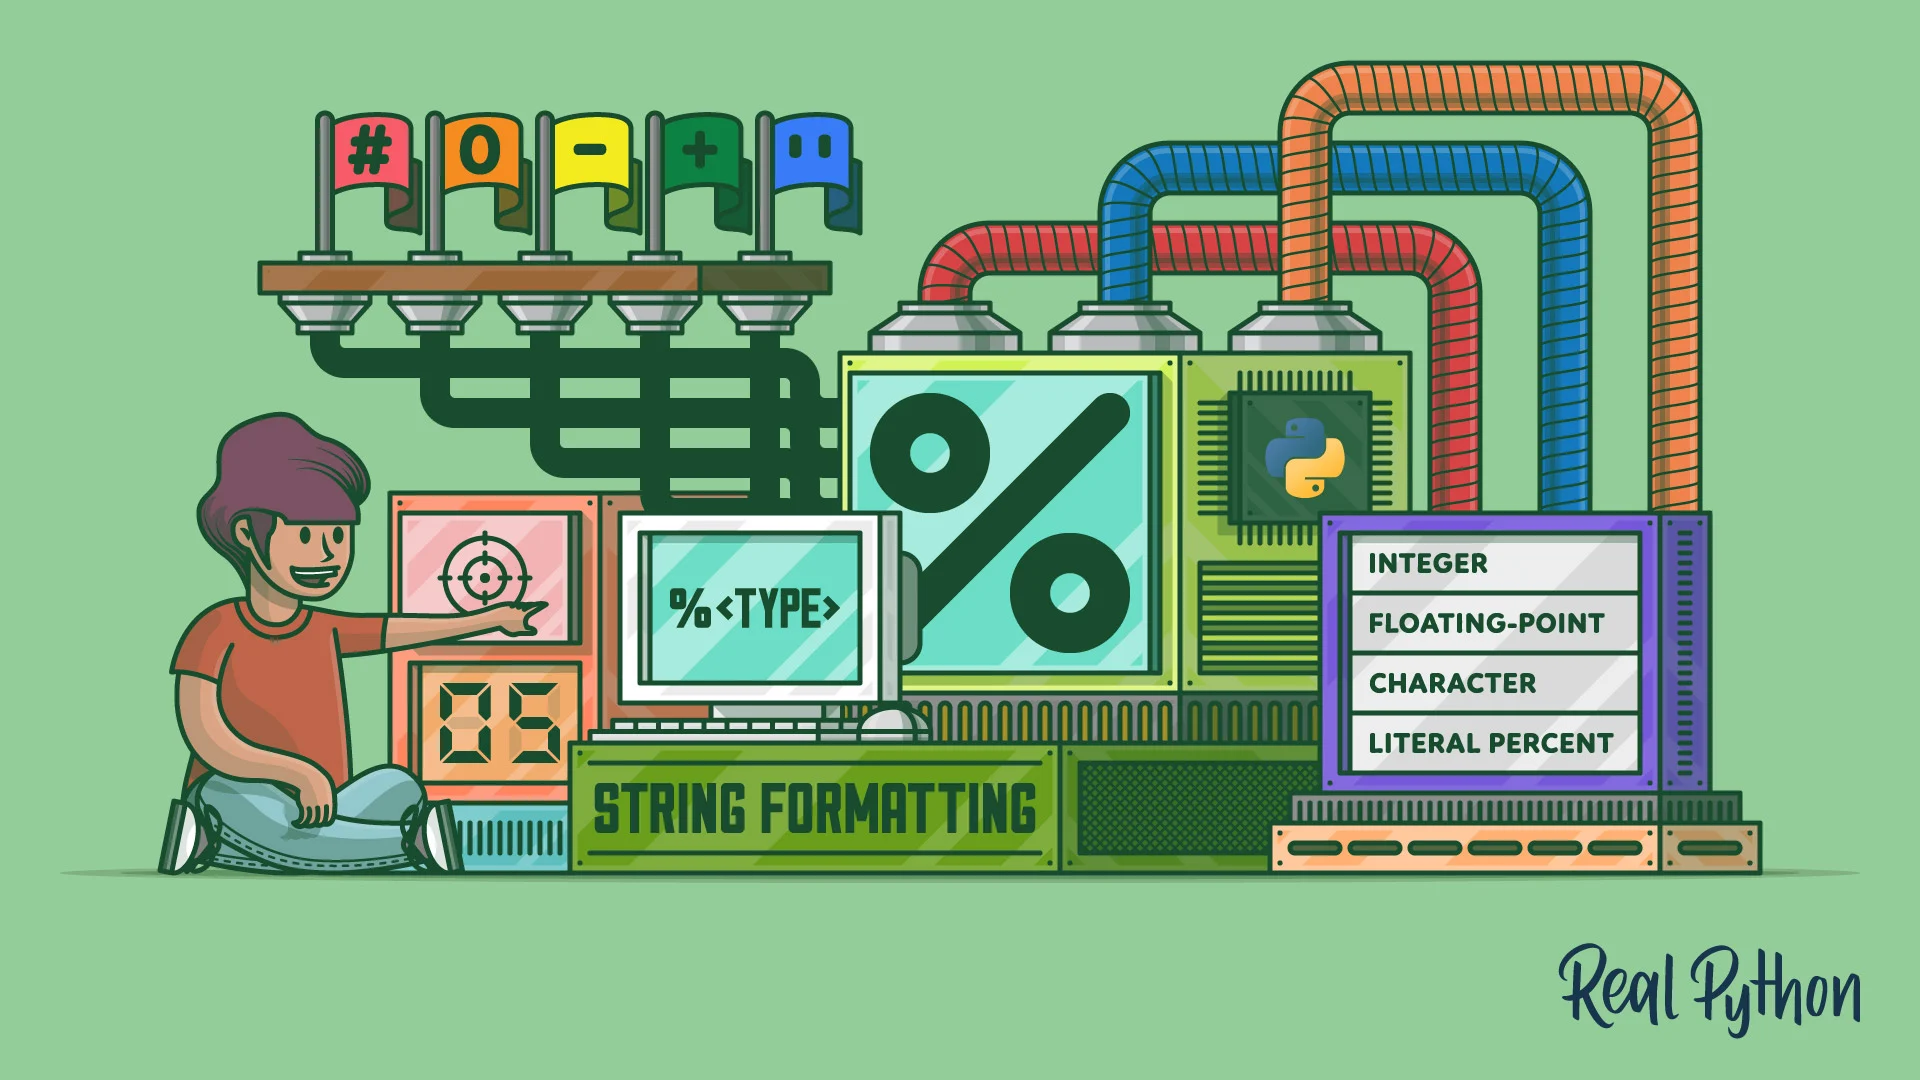 # 0 - + " "
%
%<TYPE>
INTEGER
FLOATING-POINT
CHARACTER
LITERAL PERCENT
05
STRING FORMATTING
Real Python